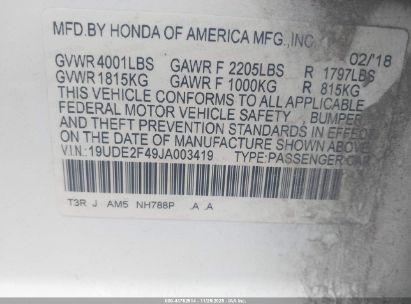 MFD.BY HONDA OF AMERICA MFG.,INC. 02/'18
GVWR 4001LBS GAWR F 2205LBS R 1797LBS
GVWR 1815KG GAWR F 1000KG R 815KG
THIS VEHICLE CONFORMS TO ALL APPLICABLE
FEDERAL MOTOR VEHICLE SAFETY, BUMPER,
AND THEFT PREVENTION STANDARDS IN EFFECT
ON THE DATE OF MANUFACTURE SHOWN ABOVE.
V.I.N.:19UDE2F49JA003419 TYPE:PASSENGER CAR
T3R J AM5 NH788P .A .A